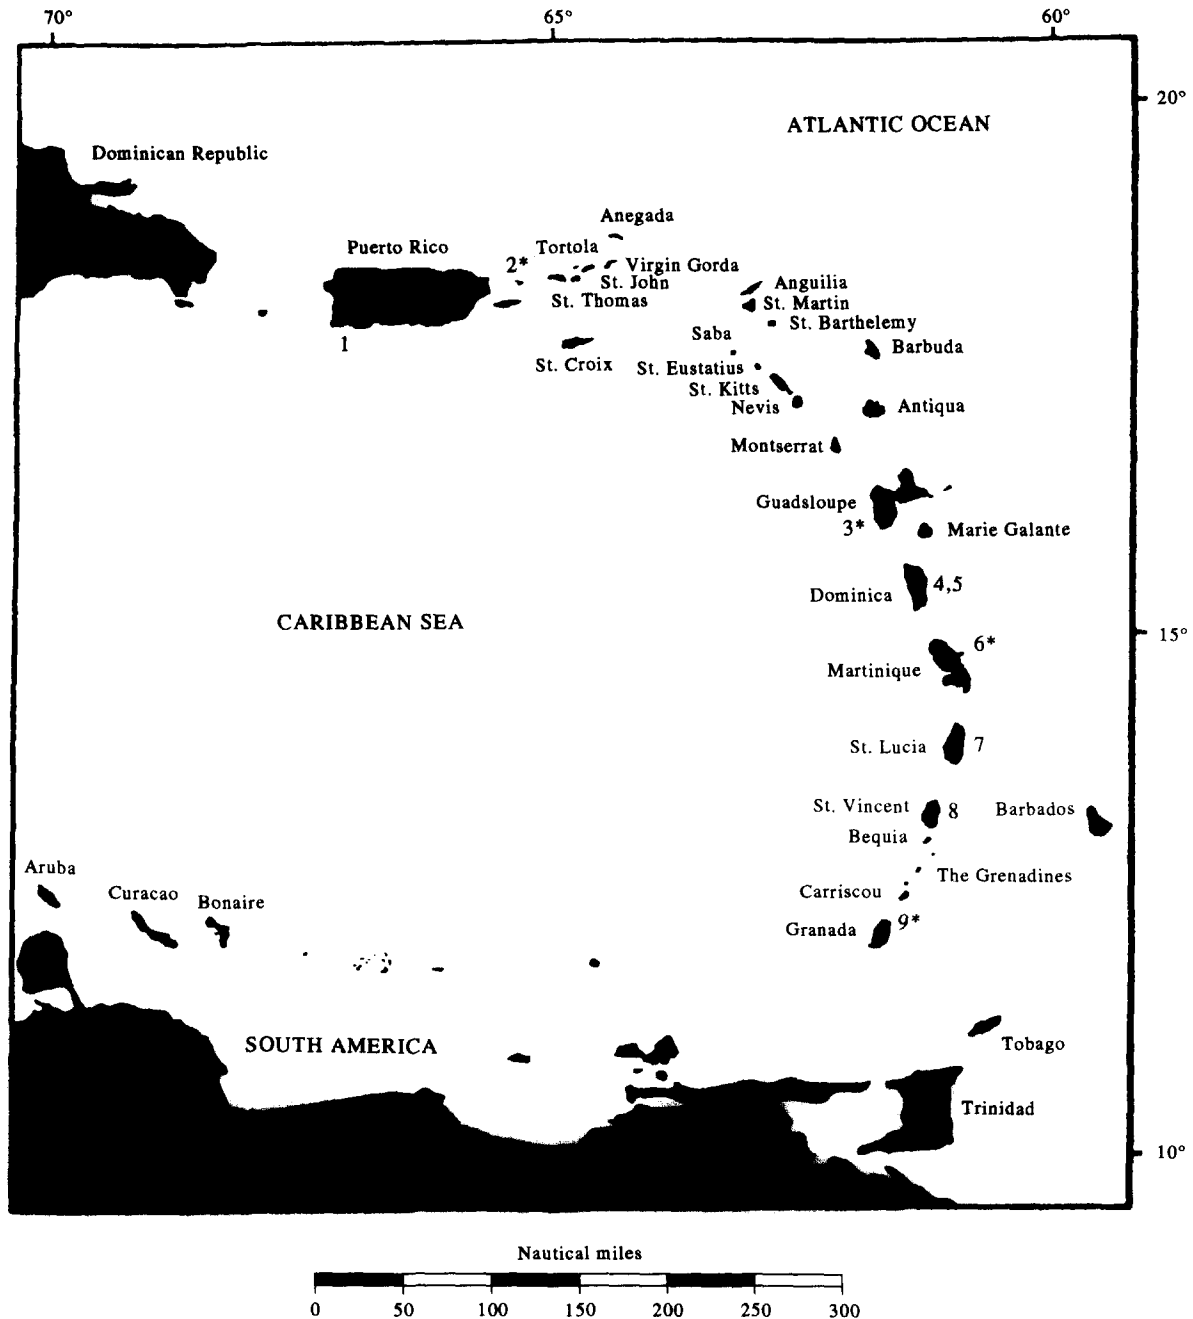 70°
65°
60°
20°
ATLANTIC OCEAN
Dominican Republic
Anegada
Puerto Rico
Tortola
2*
Virgin Gorda
St. John
Anguilia
St. Thomas
St. Martin
St. Barthelemy
1
Saba
Barbuda
St. Croix
St. Eustatius
St. Kitts
Nevis
Antiqua
Montserrat
Guadsloupe
3*
Marie Galante
Dominica
4,5
CARIBBEAN SEA
15°
6*
Martinique
St. Lucia
7
St. Vincent
8
Barbados
Bequia
Aruba
The Grenadines
Curacao
Carriscou
Bonaire
Granada
9*
SOUTH AMERICA
Tobago
Trinidad
10°
Nautical miles
0 50 100 150 200 250 300